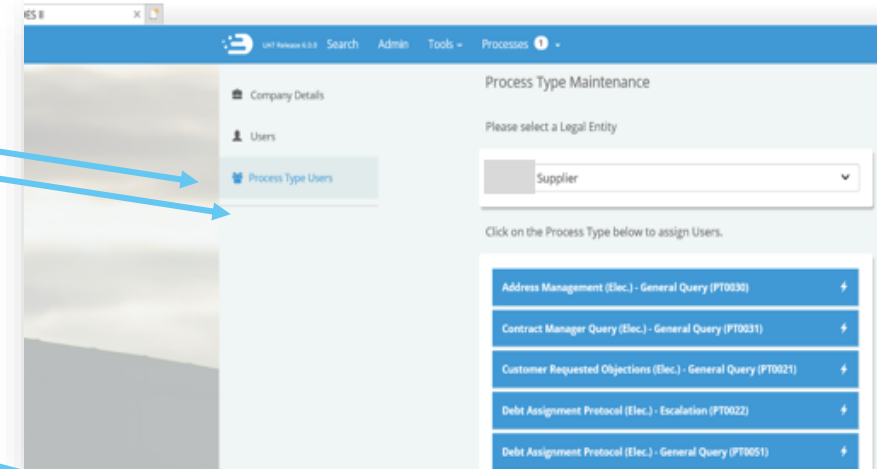 DES II
UAT Release 6.0.0 Search Admin Tools Processes 1
Company Details
Users
Process Type Users
Process Type Maintenance
Please select a Legal Entity
Supplier
Click on the Process Type below to assign Users.
Address Management (Elec.) - General Query (PT0030)
Contract Manager Query (Elec.) - General Query (PT0031)
Customer Requested Objections (Elec.) - General Query (PT0021)
Debt Assignment Protocol (Elec.) - Escalation (PT0022)
Debt Assignment Protocol (Elec.) - General Query (PT0051)